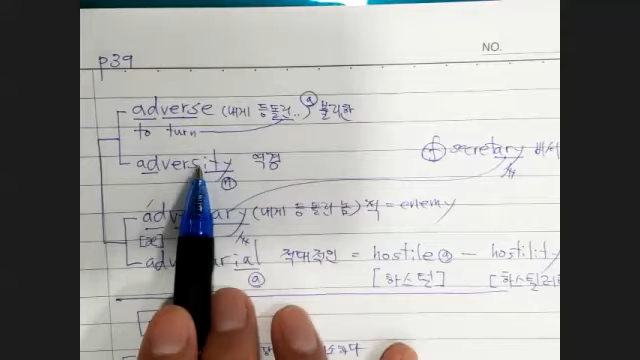 NO.
p39
adverse (내게 등돌린..) ⓐ 불리한
to turn
adversity 역경
ⓝ
⊕ secretary 비서
adversary (내게 등 돌린 놈) 적 = enemy
[æ]
adversarial 적대적인 = hostile ⓐ - hostility
ⓐ [하스털]